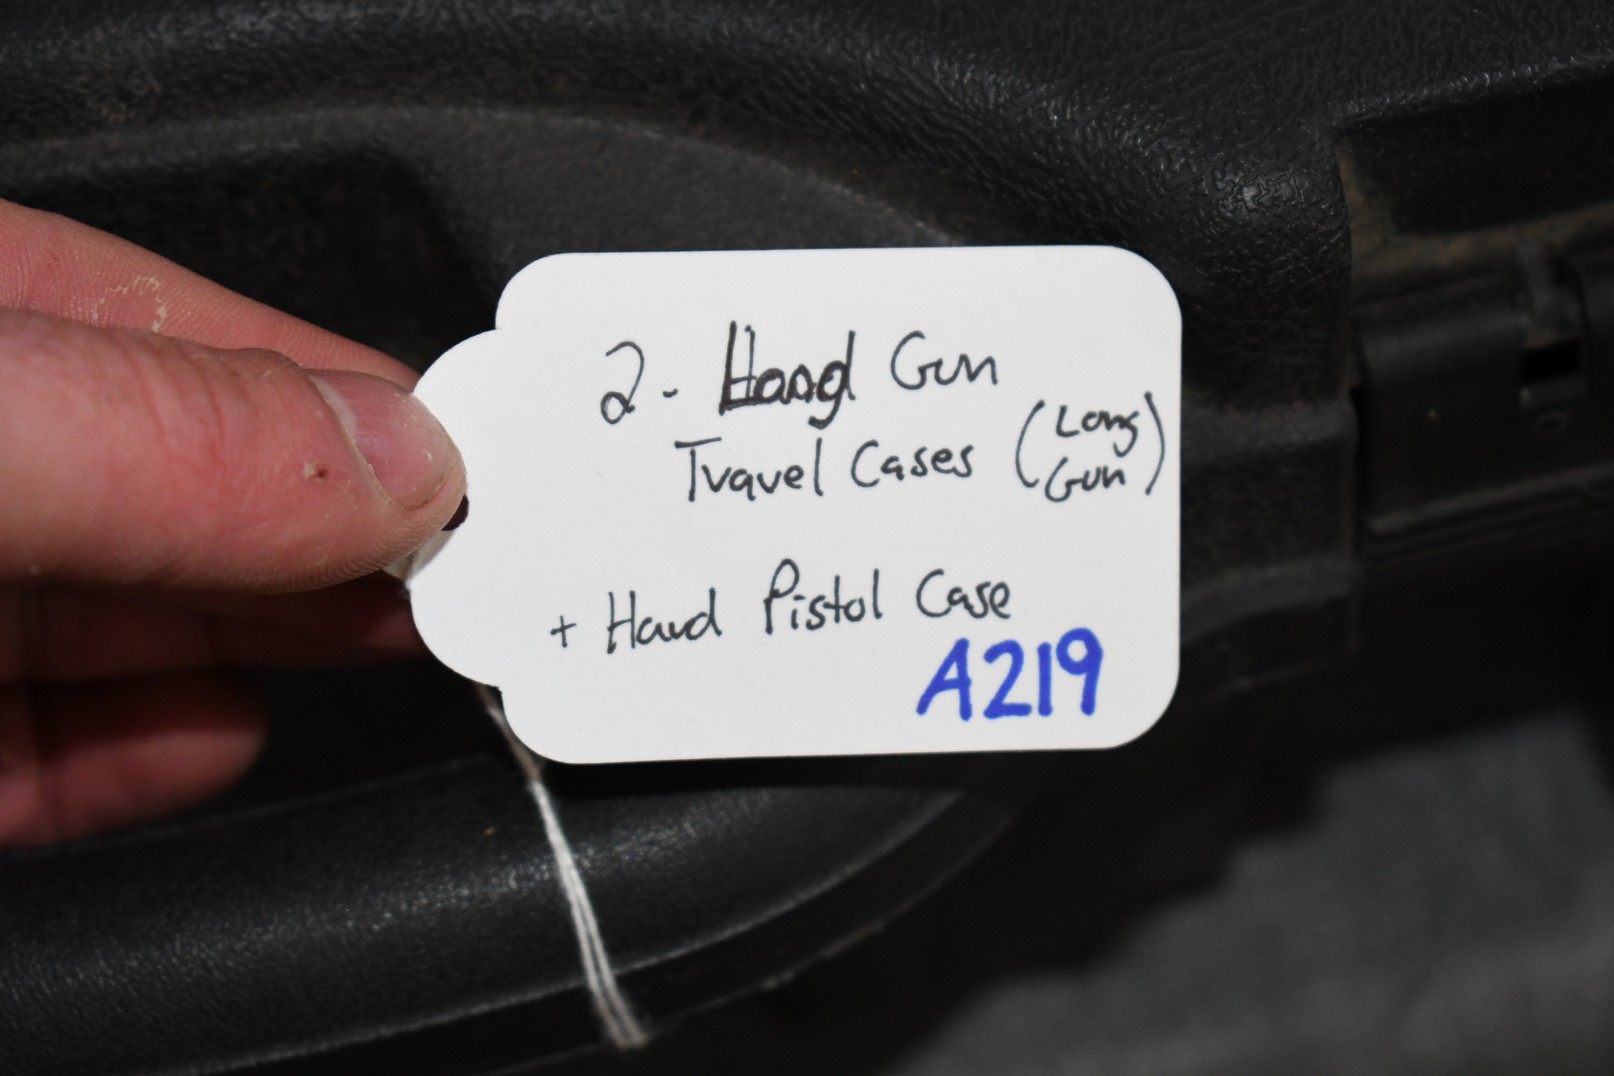 2 - Hard Gun
Travel Cases (Long Gun)
+ Hard Pistol Case
A219